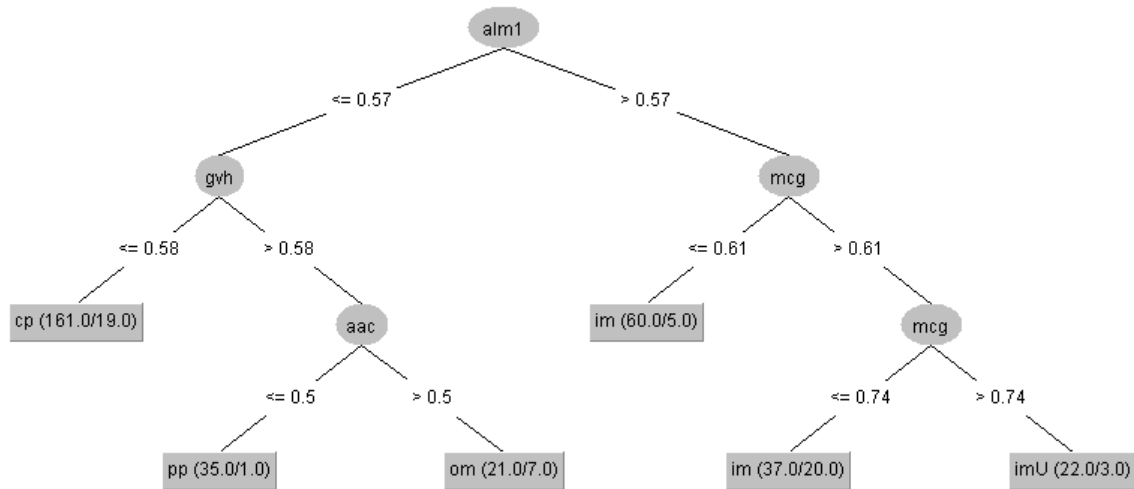 alm1
<= 0.57
> 0.57
gvh
mcg
<= 0.58
> 0.58
<= 0.61
> 0.61
cp (161.0/19.0)
aac
im (60.0/5.0)
mcg
<= 0.5
> 0.5
<= 0.74
> 0.74
pp (35.0/1.0)
om (21.0/7.0)
im (37.0/20.0)
imU (22.0/3.0)